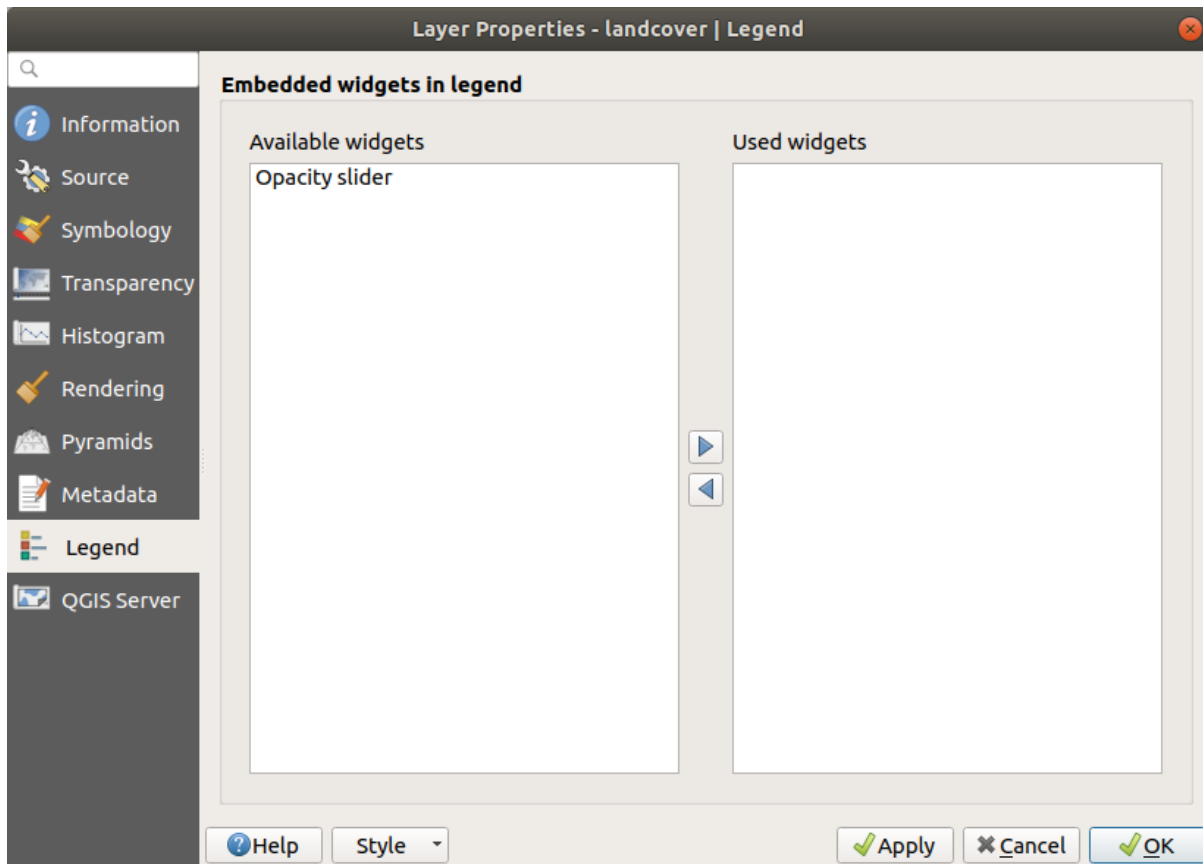 Layer Properties - landcover | Legend
Information
Source
Symbology
Transparency
Histogram
Rendering
Pyramids
Metadata
Legend
QGIS Server
Embedded widgets in legend
Available widgets
Opacity slider
Used widgets
Help
Style
Apply
Cancel
OK